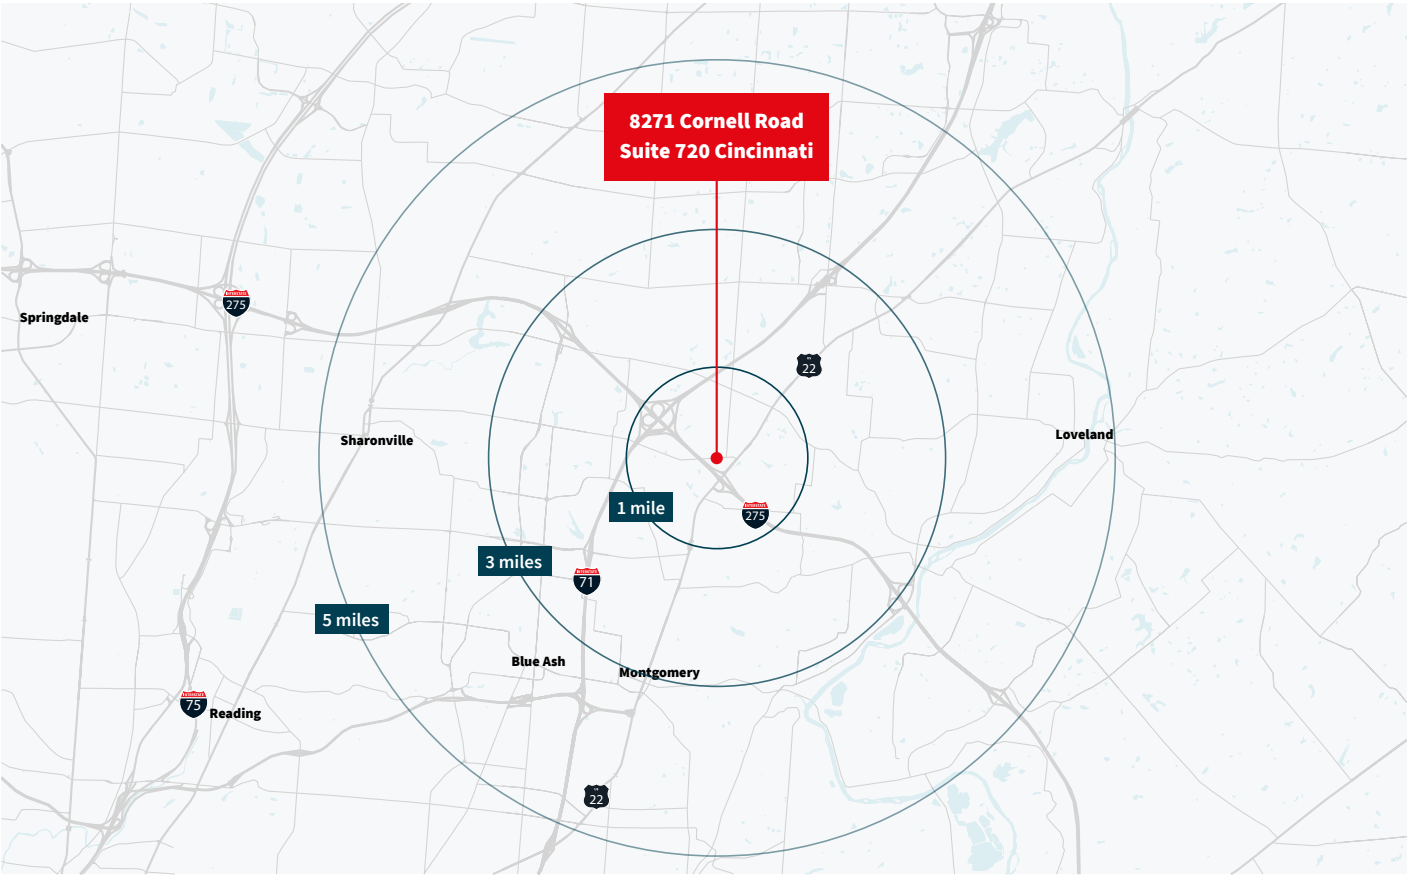 8271 Cornell Road
Suite 720 Cincinnati
275
Springdale
22
Sharonville
Loveland
1 mile
275
3 miles
71
5 miles
Blue Ash
Montgomery
75
Reading
22